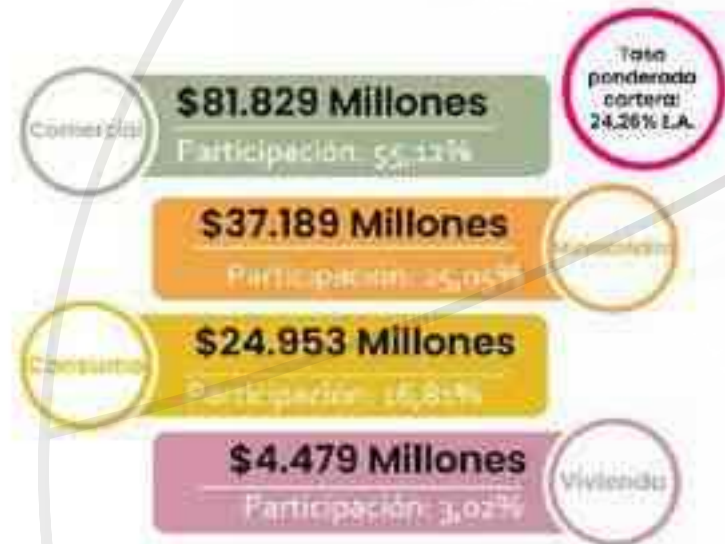 Tasa
ponderada
cartera:
24,26% E.A.
Comercial
$81.829 Millones
Participación: 55,12%
$37.189 Millones
Participación: 25,05%
$24.953 Millones
Consumo
Participación: 16,81%
$4.479 Millones
Vivienda
Participación: 3,02%